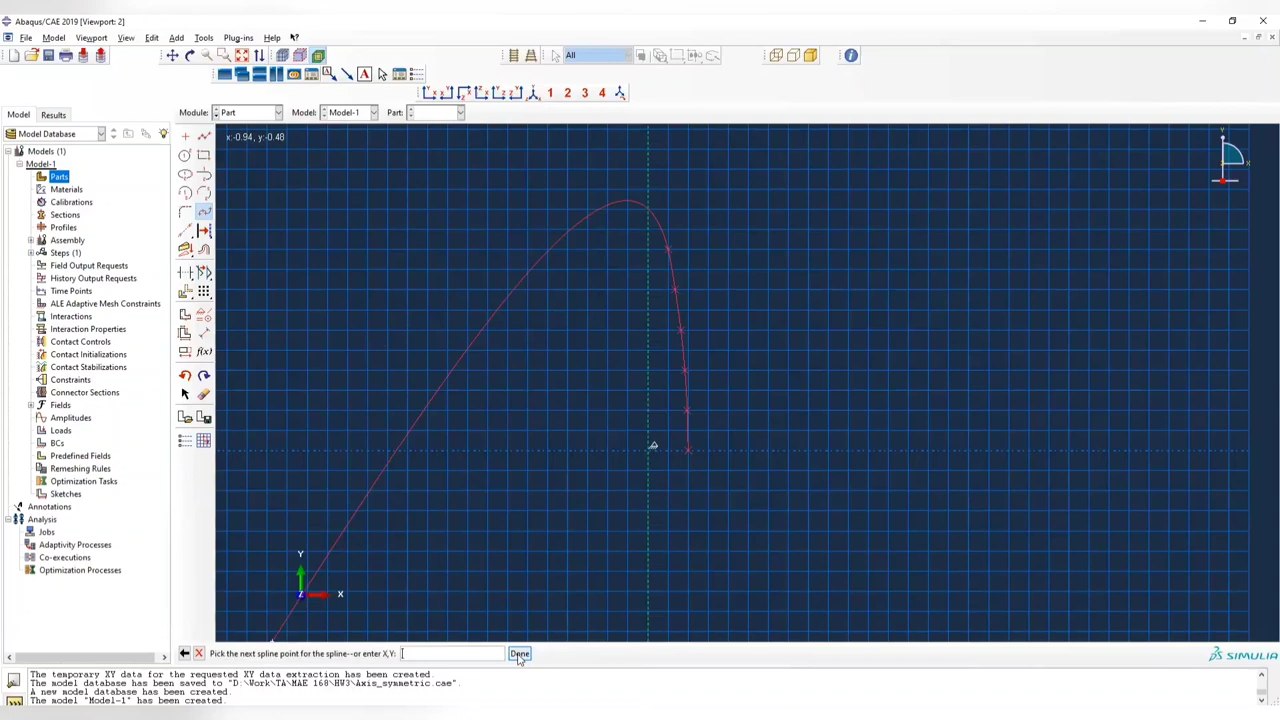 Abaqus/CAE 2019 [Viewport: 2]
File Model Viewport View Edit Add Tools Plug-ins Help
All
1 2 3 4
Model Results Module: Part Model: Model-1 Part:
Model Database
x:-0.94, y:-0.48
Y
X
Models (1)
Model-1
Parts
Materials
Calibrations
Sections
Profiles
Assembly
Steps (1)
Field Output Requests
History Output Requests
Time Points
ALE Adaptive Mesh Constraints
Interactions
Interaction Properties
Contact Controls
Contact Initializations
Contact Stabilizations
Constraints
Connector Sections
Fields
Amplitudes
Loads
BCs
Predefined Fields
Remeshing Rules
Optimization Tasks
Sketches
Annotations
Analysis
Jobs
Adaptivity Processes
Co-executions
Optimization Processes
f(x)
Y
Z X
Pick the next spline point for the spline--or enter X,Y: Done
SIMULIA
The temporary XY data for the requested XY data extraction has been created.
The model database has been saved to "D:\Work\TA\MAE 168\HW3\Axis_symmetric.cae".
A new model database has been created.
The model "Model-1" has been created.